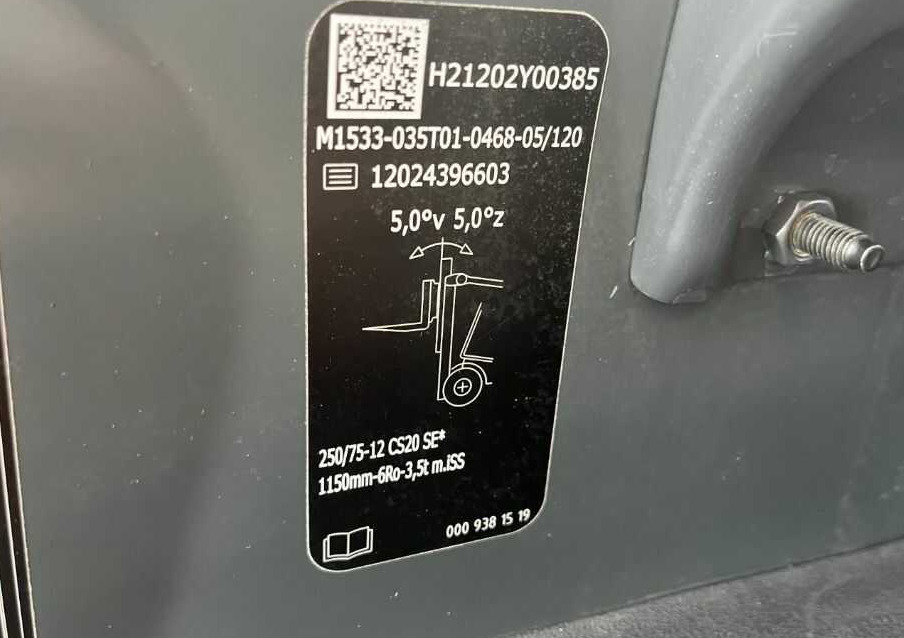 H21202Y00385
M1533-035T01-0468-05/120
12024396603
5,0°v 5,0°z
250/75-12 CS20 SE*
1150mm-6Ro-3,5t m.iSS
000 938 15 19